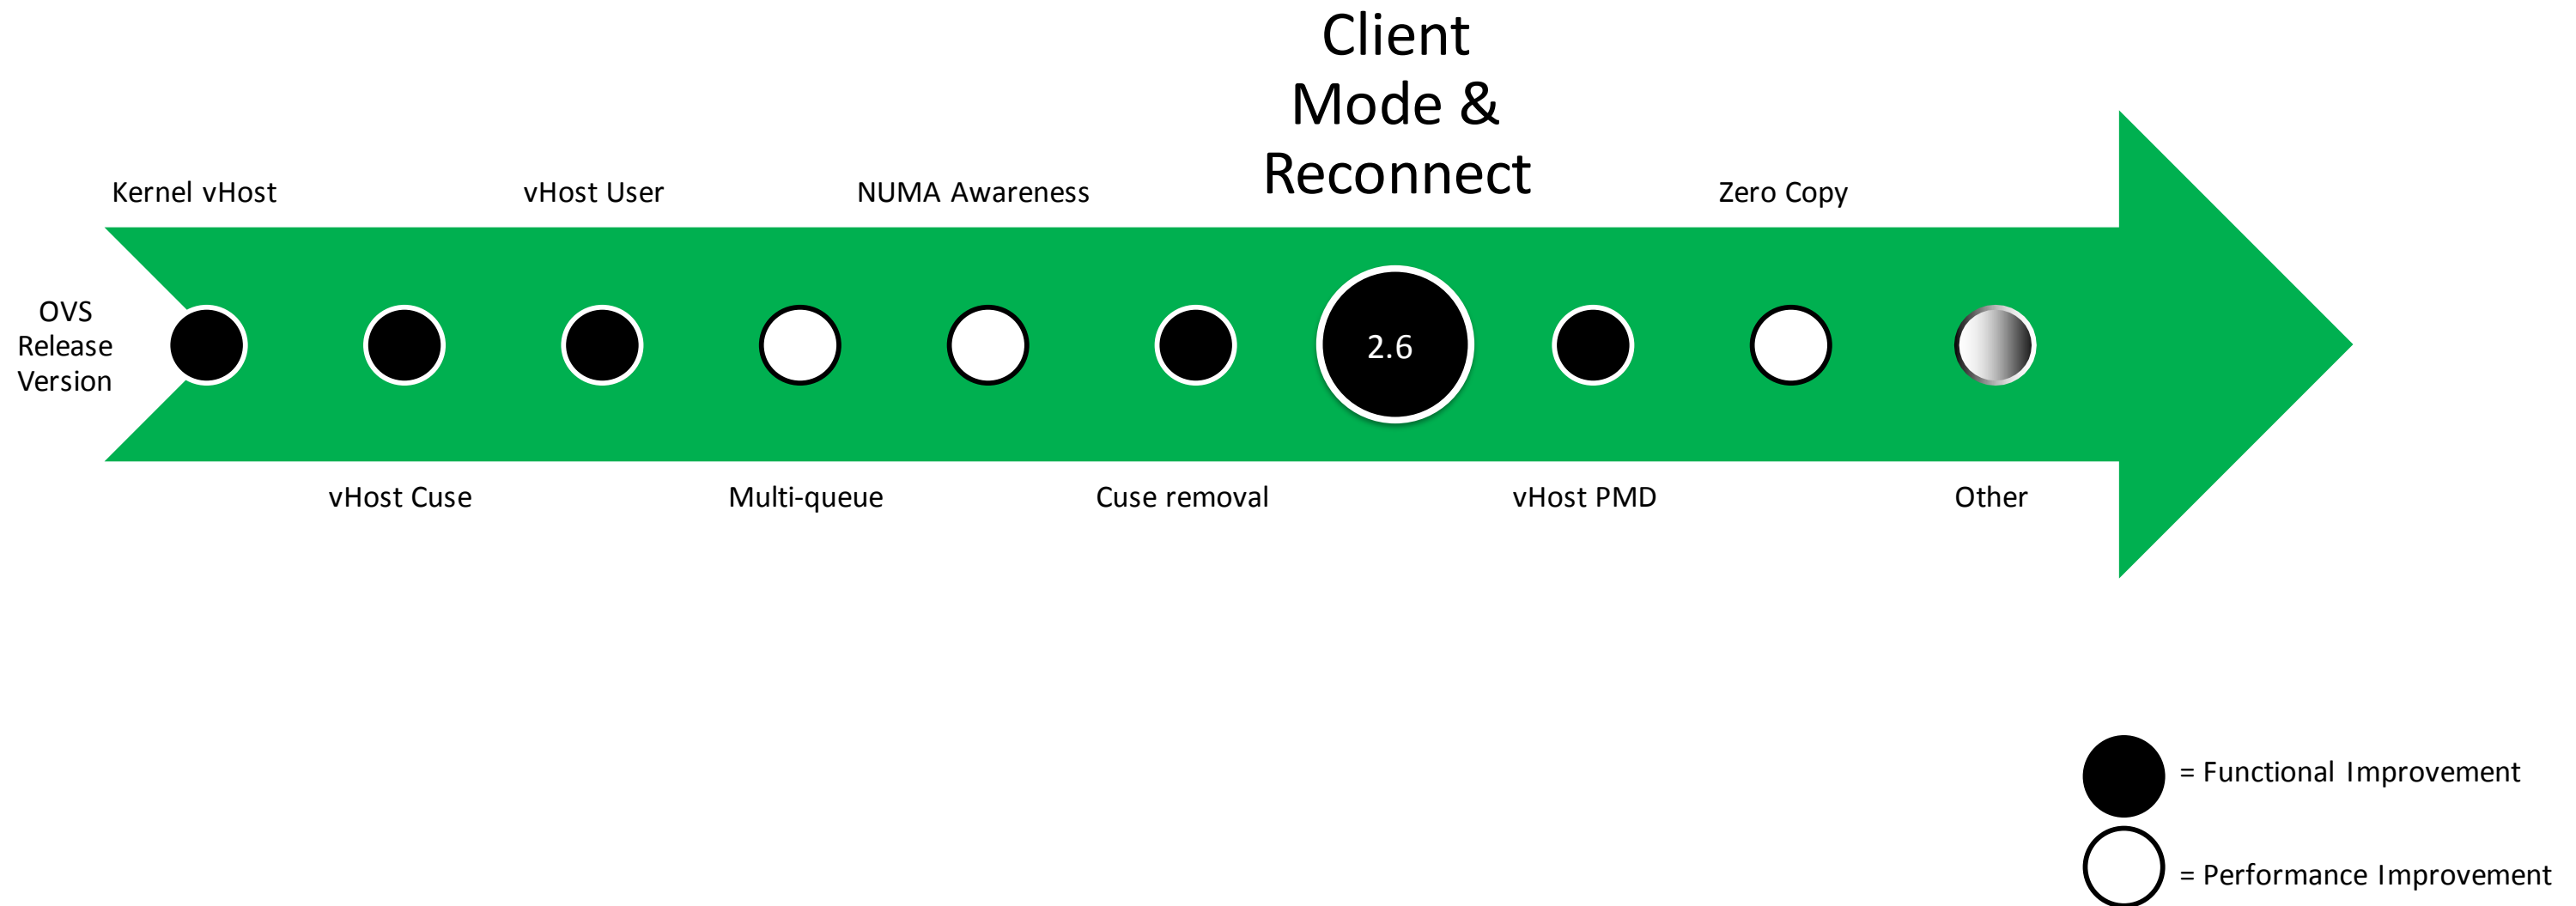 Client
Mode &
Reconnect
Kernel vHost
vHost User
NUMA Awareness
Zero Copy
OVS
Release
Version
2.6
vHost Cuse
Multi-queue
Cuse removal
vHost PMD
Other
= Functional Improvement
= Performance Improvement